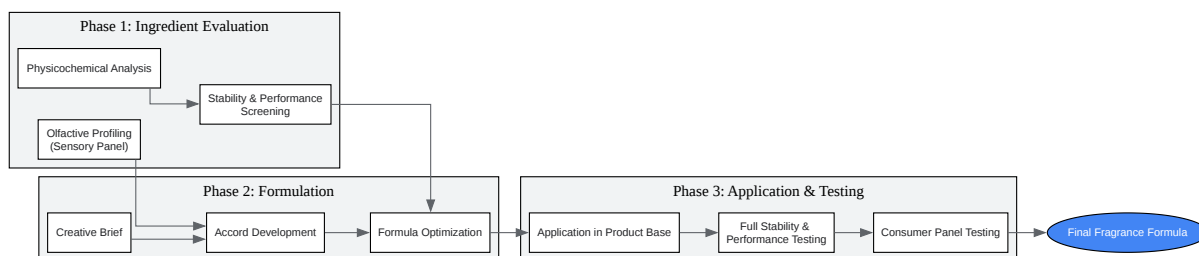 Phase 1: Ingredient Evaluation
Physicochemical Analysis
Stability & Performance
Screening
Olfactive Profiling
(Sensory Panel)
Phase 2: Formulation
Creative Brief
Accord Development
Formula Optimization
Phase 3: Application & Testing
Application in Product Base
Full Stability &
Performance Testing
Consumer Panel Testing
Final Fragrance Formula